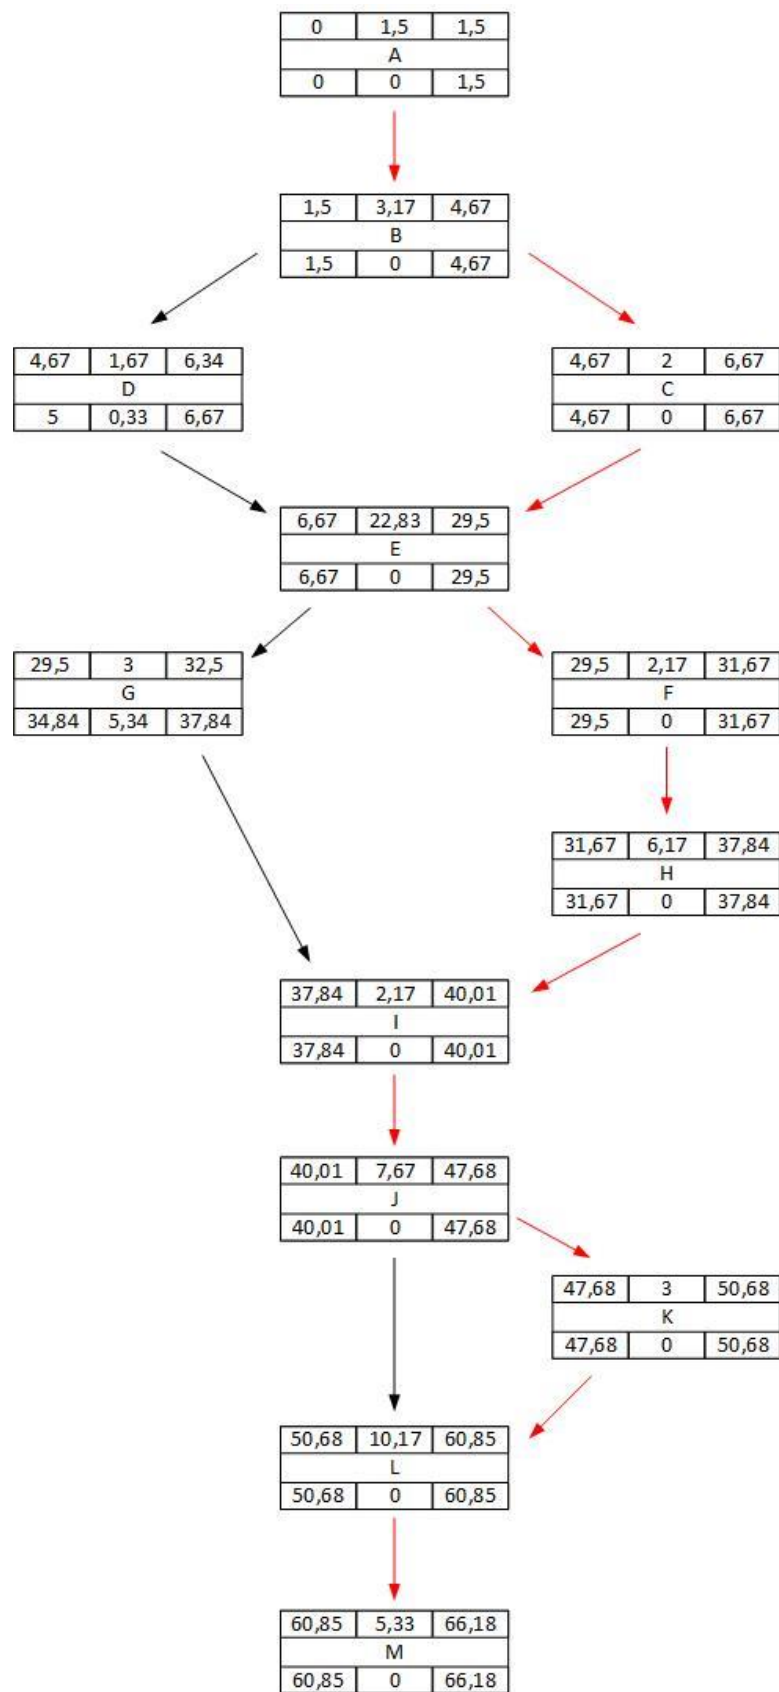 0 1,5 1,5
A
0 0 1,5
1,5 3,17 4,67
B
1,5 0 4,67
4,67 1,67 6,34
D
5 0,33 6,67
4,67 2 6,67
C
4,67 0 6,67
6,67 22,83 29,5
E
6,67 0 29,5
29,5 3 32,5
G
34,84 5,34 37,84
29,5 2,17 31,67
F
29,5 0 31,67
31,67 6,17 37,84
H
31,67 0 37,84
37,84 2,17 40,01
I
37,84 0 40,01
40,01 7,67 47,68
J
40,01 0 47,68
47,68 3 50,68
K
47,68 0 50,68
50,68 10,17 60,85
L
50,68 0 60,85
60,85 5,33 66,18
M
60,85 0 66,18